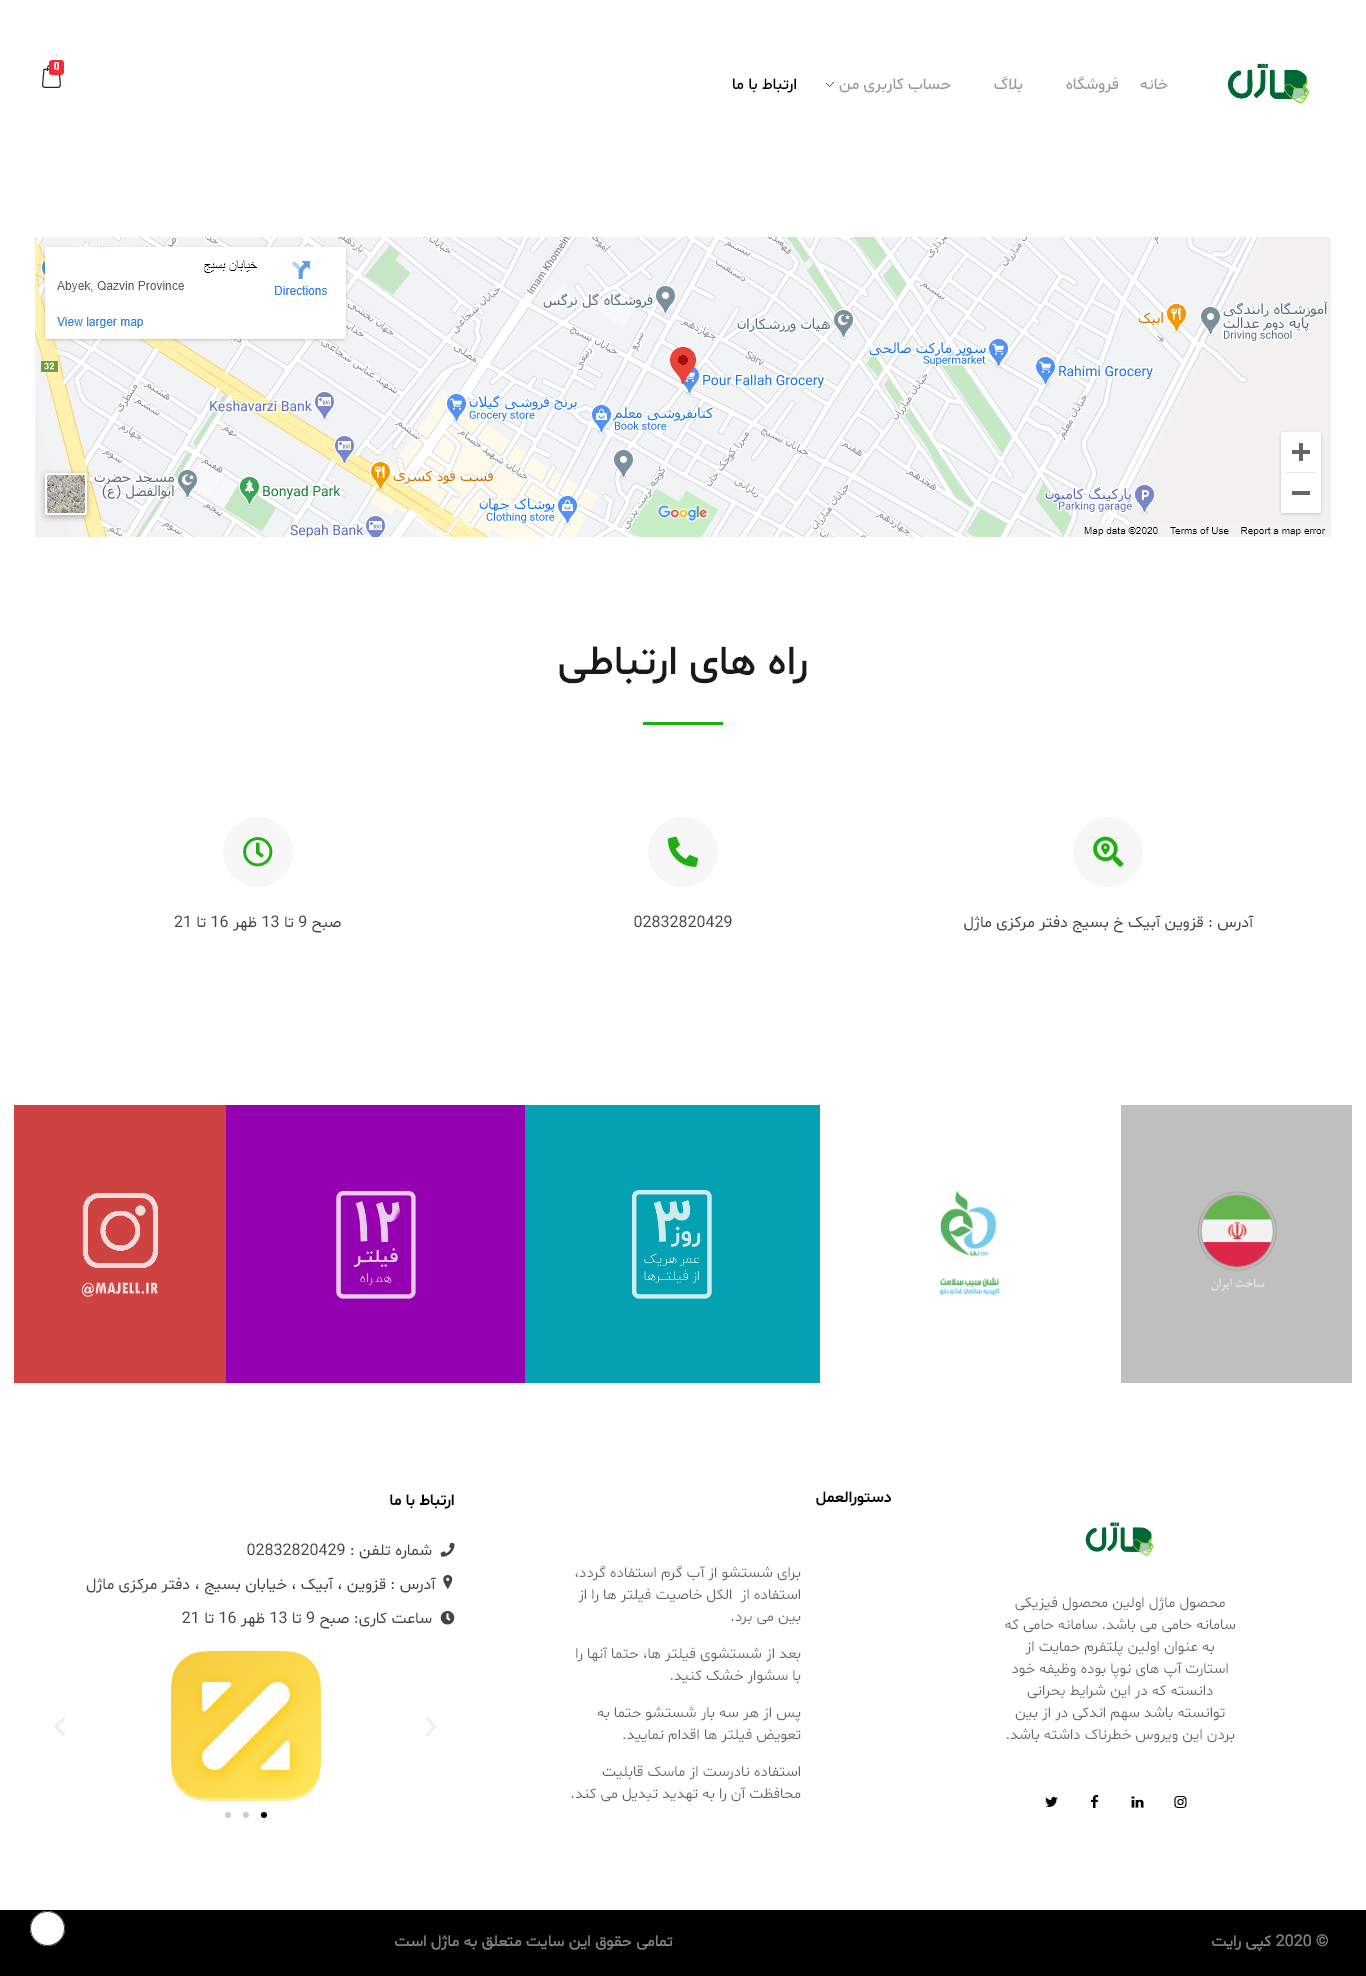 ماژل
خانه
فروشگاه
بلاگ
حساب کاربری من
ارتباط با ما
0
خیابان بسیج
Abyek, Qazvin Province
Directions
View larger map
32
Imam Khomeini
فروشگاه گل نرگس
هیات ورزشکاران
ابیک
آموزشگاه رانندگی
پایه دوم عدالت
Driving school
سوپر مارکت صالحی
Supermarket
Rahimi Grocery
Pour Fallah Grocery
Keshavarzi Bank
برنج فروشی گیلان
Grocery store
کتابفروشی معلم
Book store
مسجد حضرت
ابوالفضل (ع)
Bonyad Park
فست فود کسری
پوشاک جهان
Clothing store
Sepah Bank
پارکینگ کامیون
Parking garage
Google
Map data ©2020
Terms of Use
Report a map error
راه های ارتباطی
آدرس : قزوین آبیک خ بسیج دفتر مرکزی ماژل
02832820429
صبح 9 تا 13 ظهر 16 تا 21
ساخت ایران
نشان سیب سلامت
۳
روز
عمر هریک
از فیلترها
۱۲
فیلتر
همراه
@MAJELL.IR
ماژل
محصول ماژل اولین محصول فیزیکی
سامانه حامی می باشد. سامانه حامی که
به عنوان اولین پلتفرم حمایت از
استارت آپ های نوپا بوده وظیفه خود
دانسته که در این شرایط بحرانی
توانسته باشد سهم اندکی در از بین
بردن این ویروس خطرناک داشته باشد.
دستورالعمل
برای شستشو از آب گرم استفاده گردد،
استفاده از الکل خاصیت فیلتر ها را از
بین می برد.
بعد از شستشوی فیلتر ها، حتما آنها را
با سشوار خشک کنید.
پس از هر سه بار شستشو حتما به
تعویض فیلتر ها اقدام نمایید.
استفاده نادرست از ماسک قابلیت
محافظت آن را به تهدید تبدیل می کند.
ارتباط با ما
شماره تلفن : 02832820429
آدرس : قزوین ، آبیک ، خیابان بسیج ، دفتر مرکزی ماژل
ساعت کاری: صبح 9 تا 13 ظهر 16 تا 21
© 2020 کپی رایت
تمامی حقوق این سایت متعلق به ماژل است